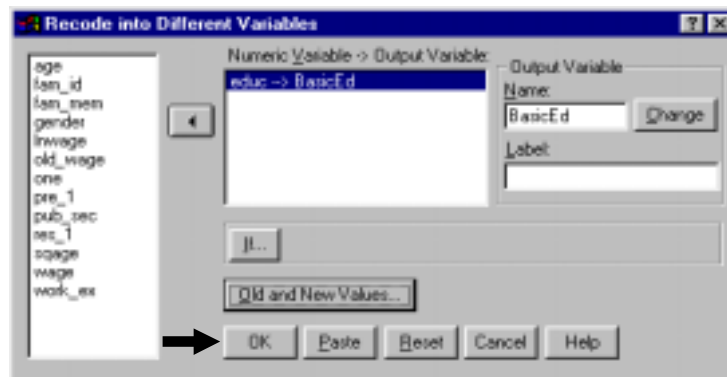 Recode into Different Variables
age
fam_id
fam_mem
gender
lnwage
old_wage
one
pre_1
pub_sec
res_1
sqage
wage
work_ex
Numeric Variable -> Output Variable:
educ --> BasicEd
Output Variable
Name:
BasicEd
Change
Label:
If...
Old and New Values...
OK
Paste
Reset
Cancel
Help